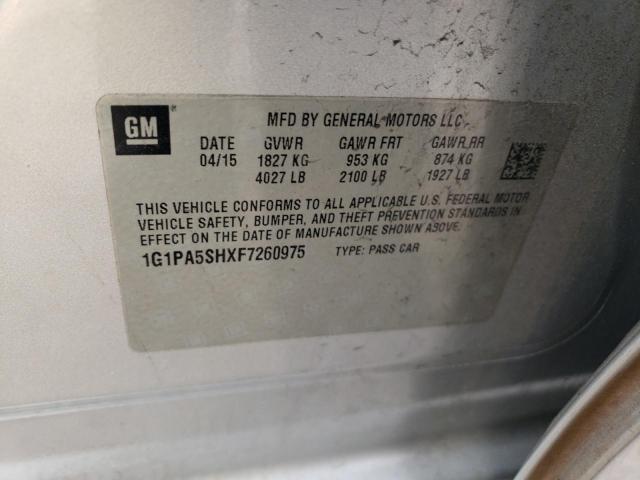 GM
MFD BY GENERAL MOTORS LLC
DATE GVWR GAWR FRT GAWR RR
04/15 1827 KG 953 KG 874 KG
4027 LB 2100 LB 1927 LB
THIS VEHICLE CONFORMS TO ALL APPLICABLE U.S. FEDERAL MOTOR
VEHICLE SAFETY, BUMPER, AND THEFT PREVENTION STANDARDS IN
EFFECT ON THE DATE OF MANUFACTURE SHOWN ABOVE.
1G1PA5SHXF7260975 TYPE: PASS CAR